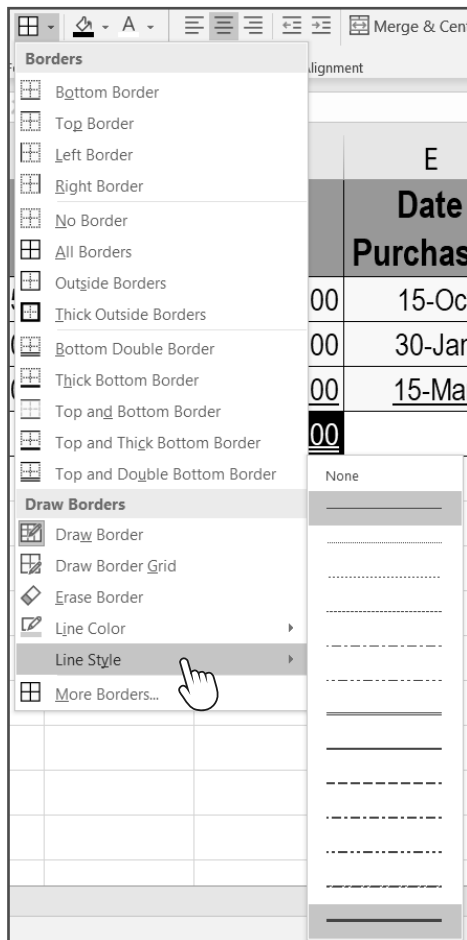 A
Merge & Cen
lignment
Borders
Bottom Border
Top Border
Left Border
Right Border
No Border
All Borders
Outside Borders
Thick Outside Borders
Bottom Double Border
Thick Bottom Border
Top and Bottom Border
Top and Thick Bottom Border
Top and Double Bottom Border
Draw Borders
Draw Border
Draw Border Grid
Erase Border
Line Color
Line Style
More Borders...
E
Date
Purchas
00 15-Oc
00 30-Jan
00 15-Ma
00
None